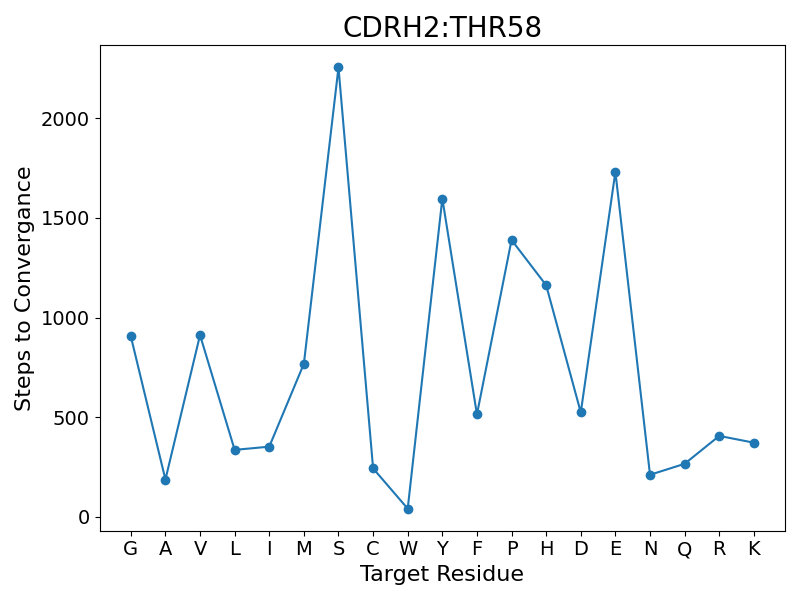 CDRH2:THR58
Steps to Convergance
2000
1500
1000
500
0
G A V L I M S C W Y F P H D E N Q R K
Target Residue